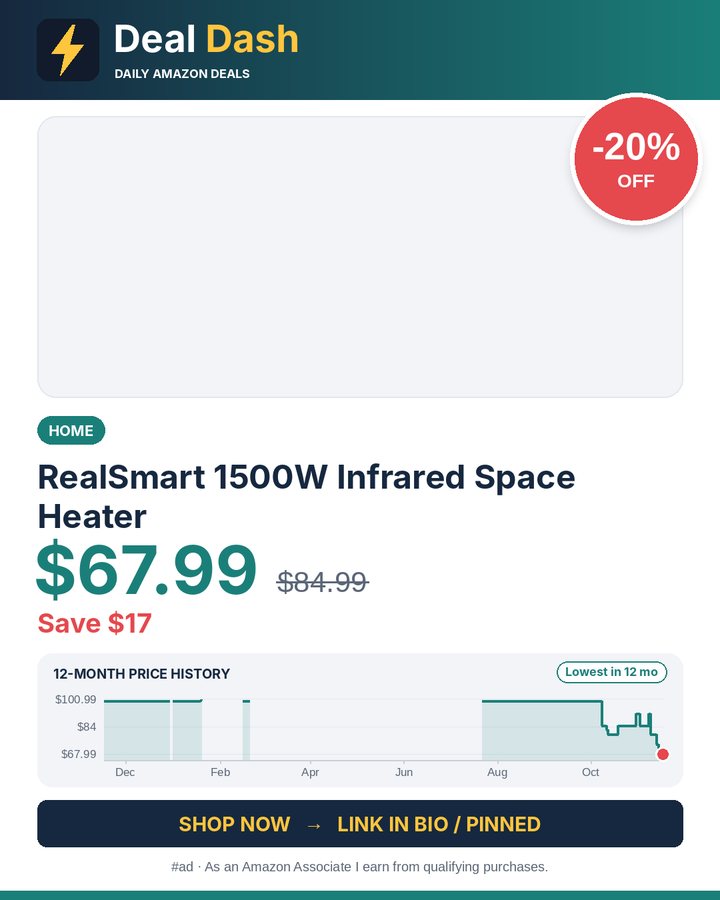 Deal Dash
DAILY AMAZON DEALS
-20%
OFF
HOME
RealSmart 1500W Infrared Space
Heater
$67.99 $84.99
Save $17
12-MONTH PRICE HISTORY
Lowest in 12 mo
$100.99
$84
$67.99
Dec Feb Apr Jun Aug Oct
SHOP NOW → LINK IN BIO / PINNED
#ad · As an Amazon Associate I earn from qualifying purchases.